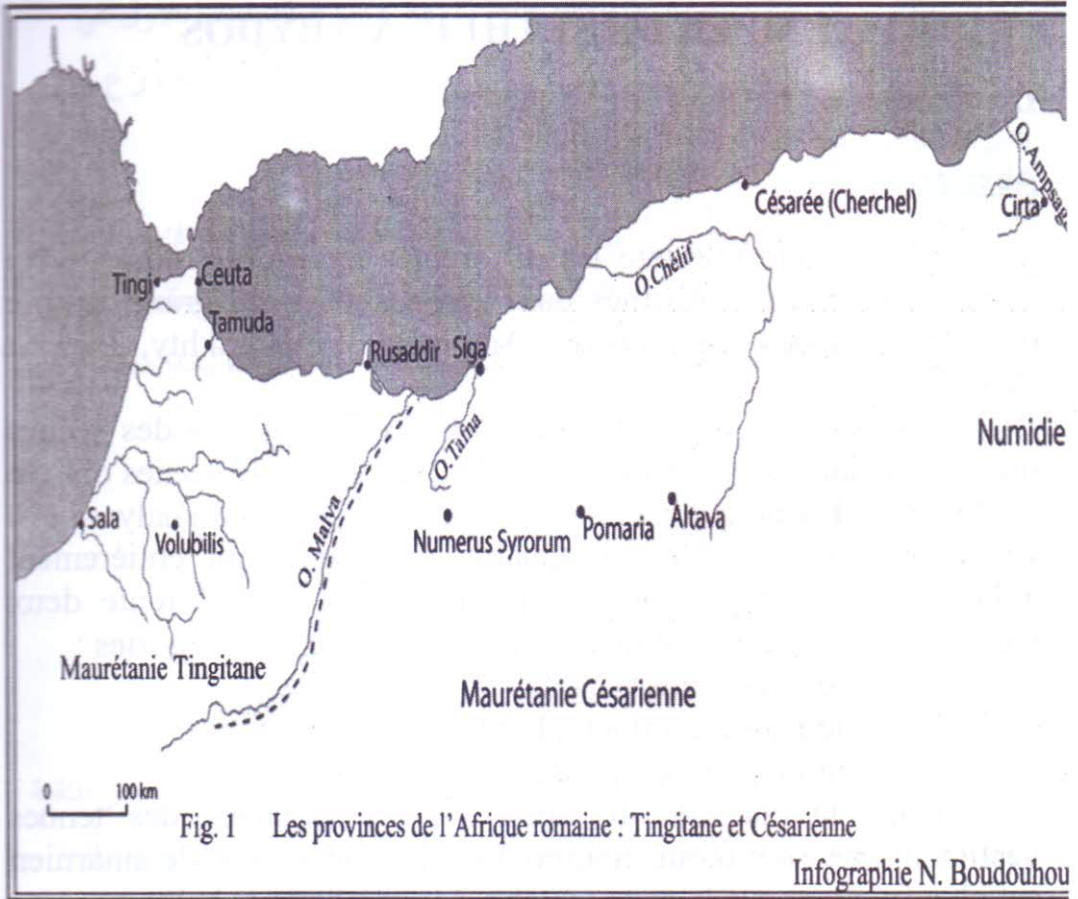 O. Ampsag
Césarée (Cherchel)
Cirta
O.Chélif
Tingi
Ceuta
Tamuda
Rusaddir
Siga
O.Tafna
Numidie
Sala
Volubilis
O. Malva
Numerus Syrorum
Pomaria
Altava
Maurétanie Tingitane
Maurétanie Césarienne
0 100 km
Fig. 1 Les provinces de l'Afrique romaine : Tingitane et Césarienne
Infographie N. Boudouhou